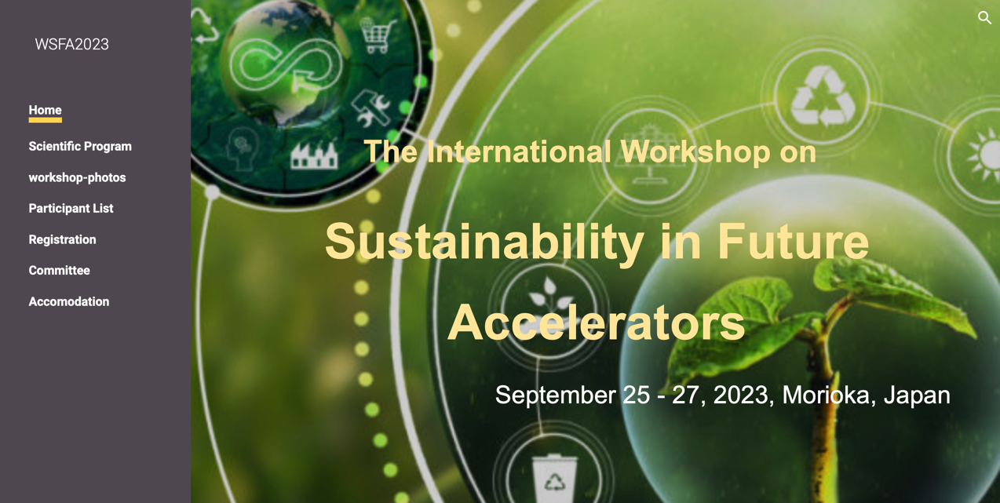 WSFA2023
Home
Scientific Program
workshop-photos
Participant List
Registration
Committee
Accomodation
The International Workshop on
Sustainability in Future
Accelerators
September 25 - 27, 2023, Morioka, Japan